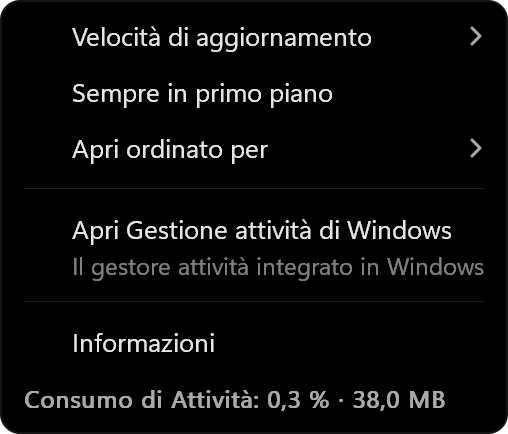 Velocità di aggiornamento
Sempre in primo piano
Apri ordinato per
Apri Gestione attività di Windows
Il gestore attività integrato in Windows
Informazioni
Consumo di Attività: 0,3 % · 38,0 MB